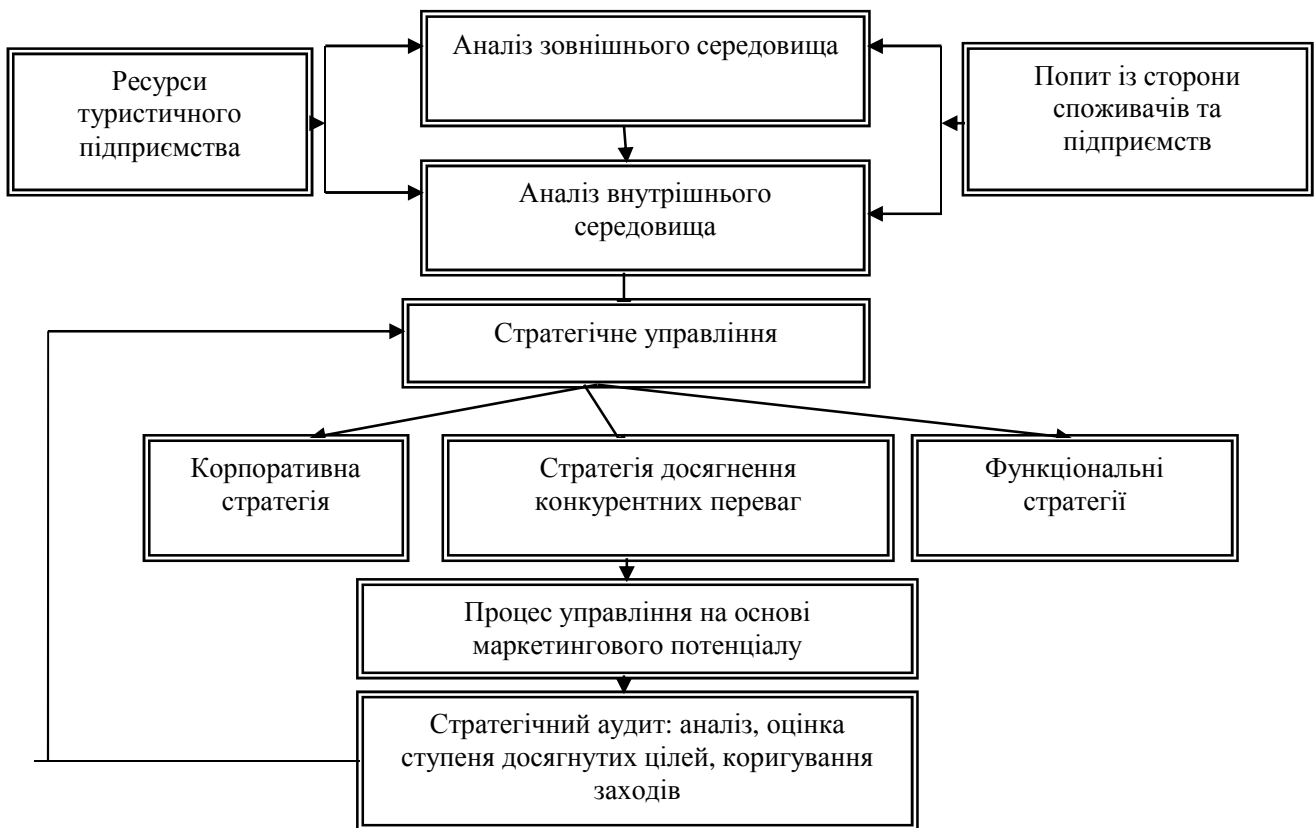 Аналіз зовнішнього середовища
Ресурси
туристичного
підприємства
Попит із сторони
споживачів та
підприємств
Аналіз внутрішнього
середовища
Стратегічне управління
Корпоративна
стратегія
Стратегія досягнення
конкурентних переваг
Функціональні
стратегії
Процес управління на основі
маркетингового потенціалу
Стратегічний аудит: аналіз, оцінка
ступеня досягнутих цілей, коригування
заходів